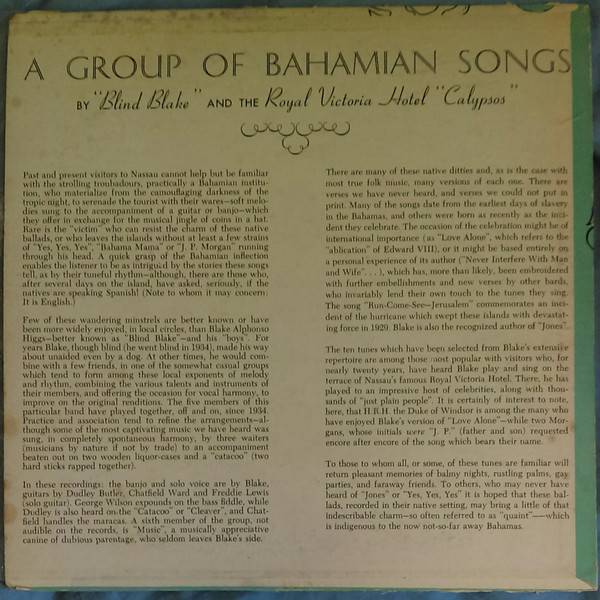 A GROUP OF BAHAMIAN SONGS
BY "Blind Blake" AND THE Royal Victoria Hotel "Calypsos"
Past and present visitors to Nassau cannot help but be familiar
with the strolling troubadours, practically a Bahamian institu-
tion, who materialize from the camouflaging darkness of the
tropic night, to serenade the tourist with their wares—soft melo-
dies sung to the accompaniment of a guitar or banjo—which
they offer in exchange for the musical jingle of coins in a hat.
Rare is the "victim" who can resist the charm of these native
ballads, or who leaves the islands without at least a few strains
of "Yes, Yes, Yes", "Bahama Mama" or "J. P. Morgan" running
through his head. A quick grasp of the Bahamian inflection
enables the listener to be as intrigued by the stories these songs
tell, as by their tuneful rhythm—although, there are those who,
after several days on the island, have asked, seriously, if the
natives are speaking Spanish! (Note to whom it may concern:
It is English.)
Few of these wandering minstrels are better known or have
been more widely enjoyed, in local circles, than Blake Alphonso
Higgs—better known as "Blind Blake"—and his "boys". For
years Blake, though blind (he went blind in 1934), made his way
about unaided even by a dog. At other times, he would com-
bine with a few friends, in one of the somewhat casual groups
which tend to form among these local exponents of melody
and rhythm, combining the various talents and instruments of
their members, and offering the occasion for vocal harmony, to
improve on the original renditions. The five members of this
particular band have played together, off and on, since 1934.
Practice and association tend to refine the arrangements—al-
though some of the most captivating music we have heard was
sung, in completely spontaneous harmony, by three waiters
(musicians by nature if not by trade) to an accompaniment
beaten out on two wooden liquor-cases and a "catacoo" (two
hard sticks rapped together).
In these recordings: the banjo and solo voice are by Blake,
guitars by Dudley Butler, Chatfield Ward and Freddie Lewis
(solo guitar). George Wilson expounds on the bass fiddle, while
Dudley is also heard on the "Catacoo" or "Cleaver", and Chat-
field handles the maracas. A sixth member of the group, not
audible on the records, is "Music", a musically appreciative
canine of dubious parentage, who seldom leaves Blake's side.
There are many of these native ditties and, as is the case with
most true folk music, many versions of each one. There are
verses we have never heard, and verses we could not put in
print. Many of the songs date from the earliest days of slavery
in the Bahamas, and others were born as recently as the inci-
dent they celebrate. The occasion of the celebration might be of
international importance (as "Love Alone", which refers to the
"ablication" of Edward VIII), or it might be based entirely on
a personal experience of its author ("Never Interfere With Man
and Wife". . .), which has, more than likely, been embroidered
with further embellishments and new verses by other bards,
who invariably lend their own touch to the tunes they sing.
The song "Run-Come-See—Jerusalem" commemorates an inci-
dent of the hurricane which swept these islands with devastat-
ing force in 1929. Blake is also the recognized author of "Jones".
The ten tunes which have been selected from Blake's extensive
repertoire are among those most popular with visitors who, for
nearly twenty years, have heard Blake play and sing on the
terrace of Nassau's famous Royal Victoria Hotel. There, he has
played to an impressive host of celebrities, along with thou-
sands of "just plain people". It is certainly of interest to note,
here, that H.R.H. the Duke of Windsor is among the many who
have enjoyed Blake's version of "Love Alone"—while two Mor-
gans, whose initials were "J. P." (father and son) requested
encore after encore of the song which bears their name.
To those to whom all, or some, of these tunes are familiar will
return pleasant memories of balmy nights, rustling palms, gay
parties, and faraway friends. To others, who may never have
heard of "Jones" or "Yes, Yes, Yes" it is hoped that these bal-
lads, recorded in their native setting, may bring a little of that
indescribable charm—so often referred to as "quaint"—which
is indigenous to the now not-so-far away Bahamas.